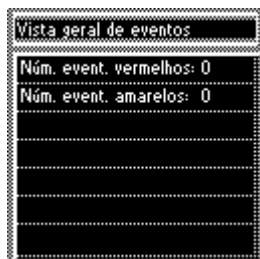 Vista geral de eventos
Núm. event. vermelhos: 0
Núm. event. amarelos: 0